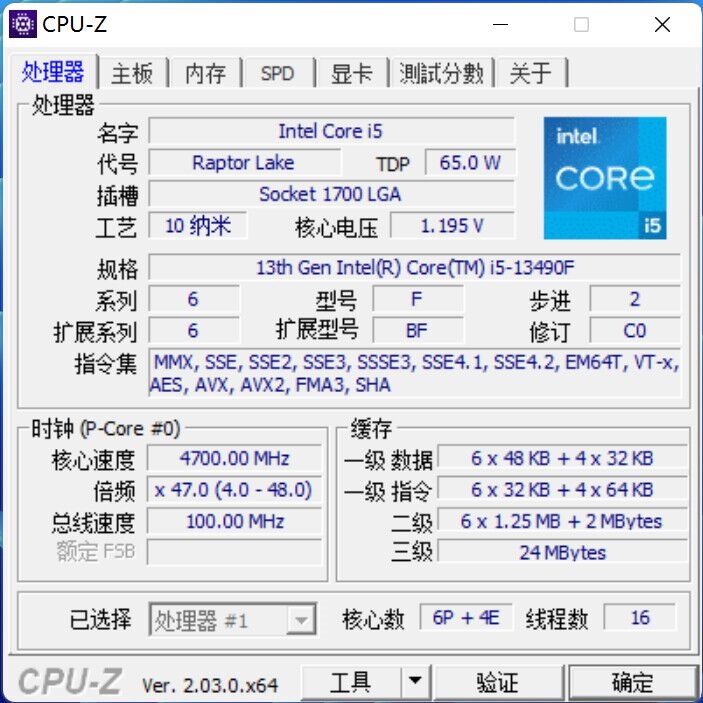 CPU-Z
处理器 主板 内存 SPD 显卡 測試分數 关于
处理器
名字 Intel Core i5
代号 Raptor Lake TDP 65.0 W
插槽 Socket 1700 LGA
工艺 10 纳米 核心电压 1.195 V
intel
CORE
i5
规格 13th Gen Intel(R) Core(TM) i5-13490F
系列 6 型号 F 步进 2
扩展系列 6 扩展型号 BF 修订 C0
指令集 MMX, SSE, SSE2, SSE3, SSSE3, SSE4.1, SSE4.2, EM64T, VT-x,
AES, AVX, AVX2, FMA3, SHA
时钟 (P-Core #0)
核心速度 4700.00 MHz
倍频 x 47.0 (4.0 - 48.0)
总线速度 100.00 MHz
额定 FSB
缓存
一级 数据 6 x 48 KB + 4 x 32 KB
一级 指令 6 x 32 KB + 4 x 64 KB
二级 6 x 1.25 MB + 2 MBytes
三级 24 MBytes
已选择 处理器 #1 核心数 6P + 4E 线程数 16
CPU-Z Ver. 2.03.0.x64 工具 验证 确定